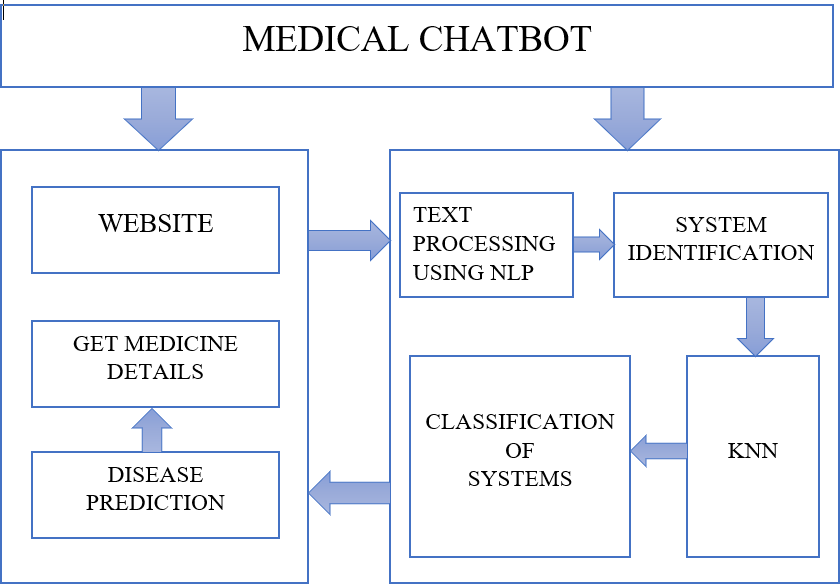 MEDICAL CHATBOT
WEBSITE
GET MEDICINE
DETAILS
DISEASE
PREDICTION
TEXT
PROCESSING
USING NLP
SYSTEM
IDENTIFICATION
CLASSIFICATION
OF
SYSTEMS
KNN